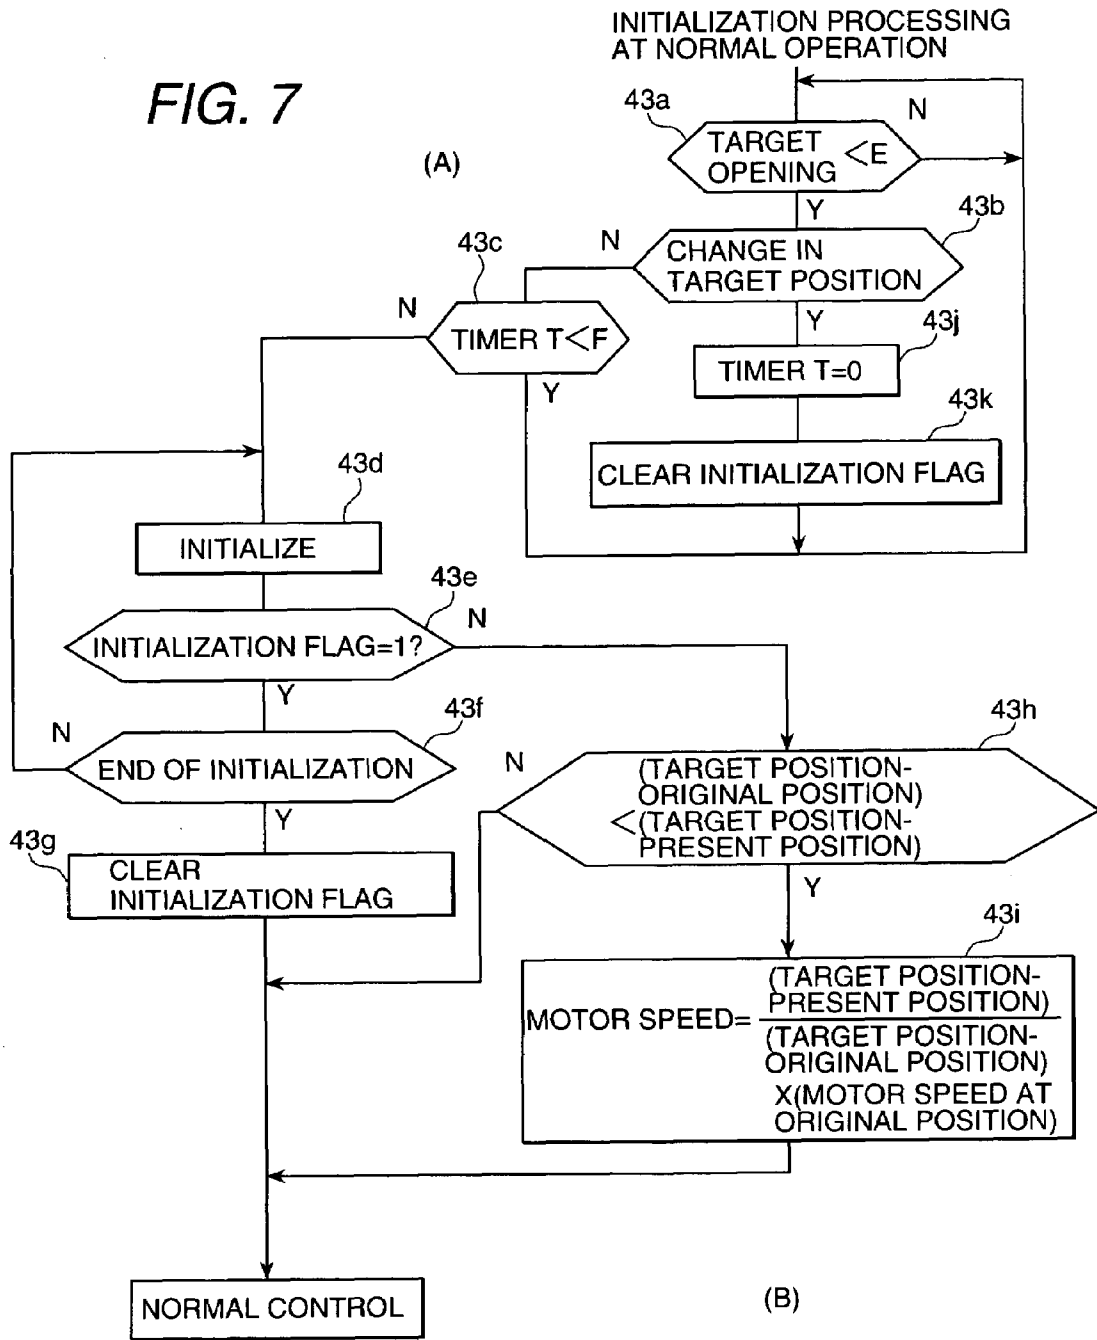 INITIALIZATION PROCESSING
AT NORMAL OPERATION
FIG. 7
(A)
43a
N
TARGET
OPENING <E
Y
43b
N
CHANGE IN
TARGET POSITION
Y
43c
N
TIMER T<F
Y
43j
TIMER T=0
43k
CLEAR INITIALIZATION FLAG
43d
INITIALIZE
43e
N
INITIALIZATION FLAG=1?
Y
43f
N
END OF INITIALIZATION
Y
43g
CLEAR
INITIALIZATION FLAG
43h
N
(TARGET POSITION-
ORIGINAL POSITION)
<(TARGET POSITION-
PRESENT POSITION)
Y
43i
MOTOR SPEED=
(TARGET POSITION-
PRESENT POSITION)
(TARGET POSITION-
ORIGINAL POSITION)
X(MOTOR SPEED AT
ORIGINAL POSITION)
NORMAL CONTROL
(B)